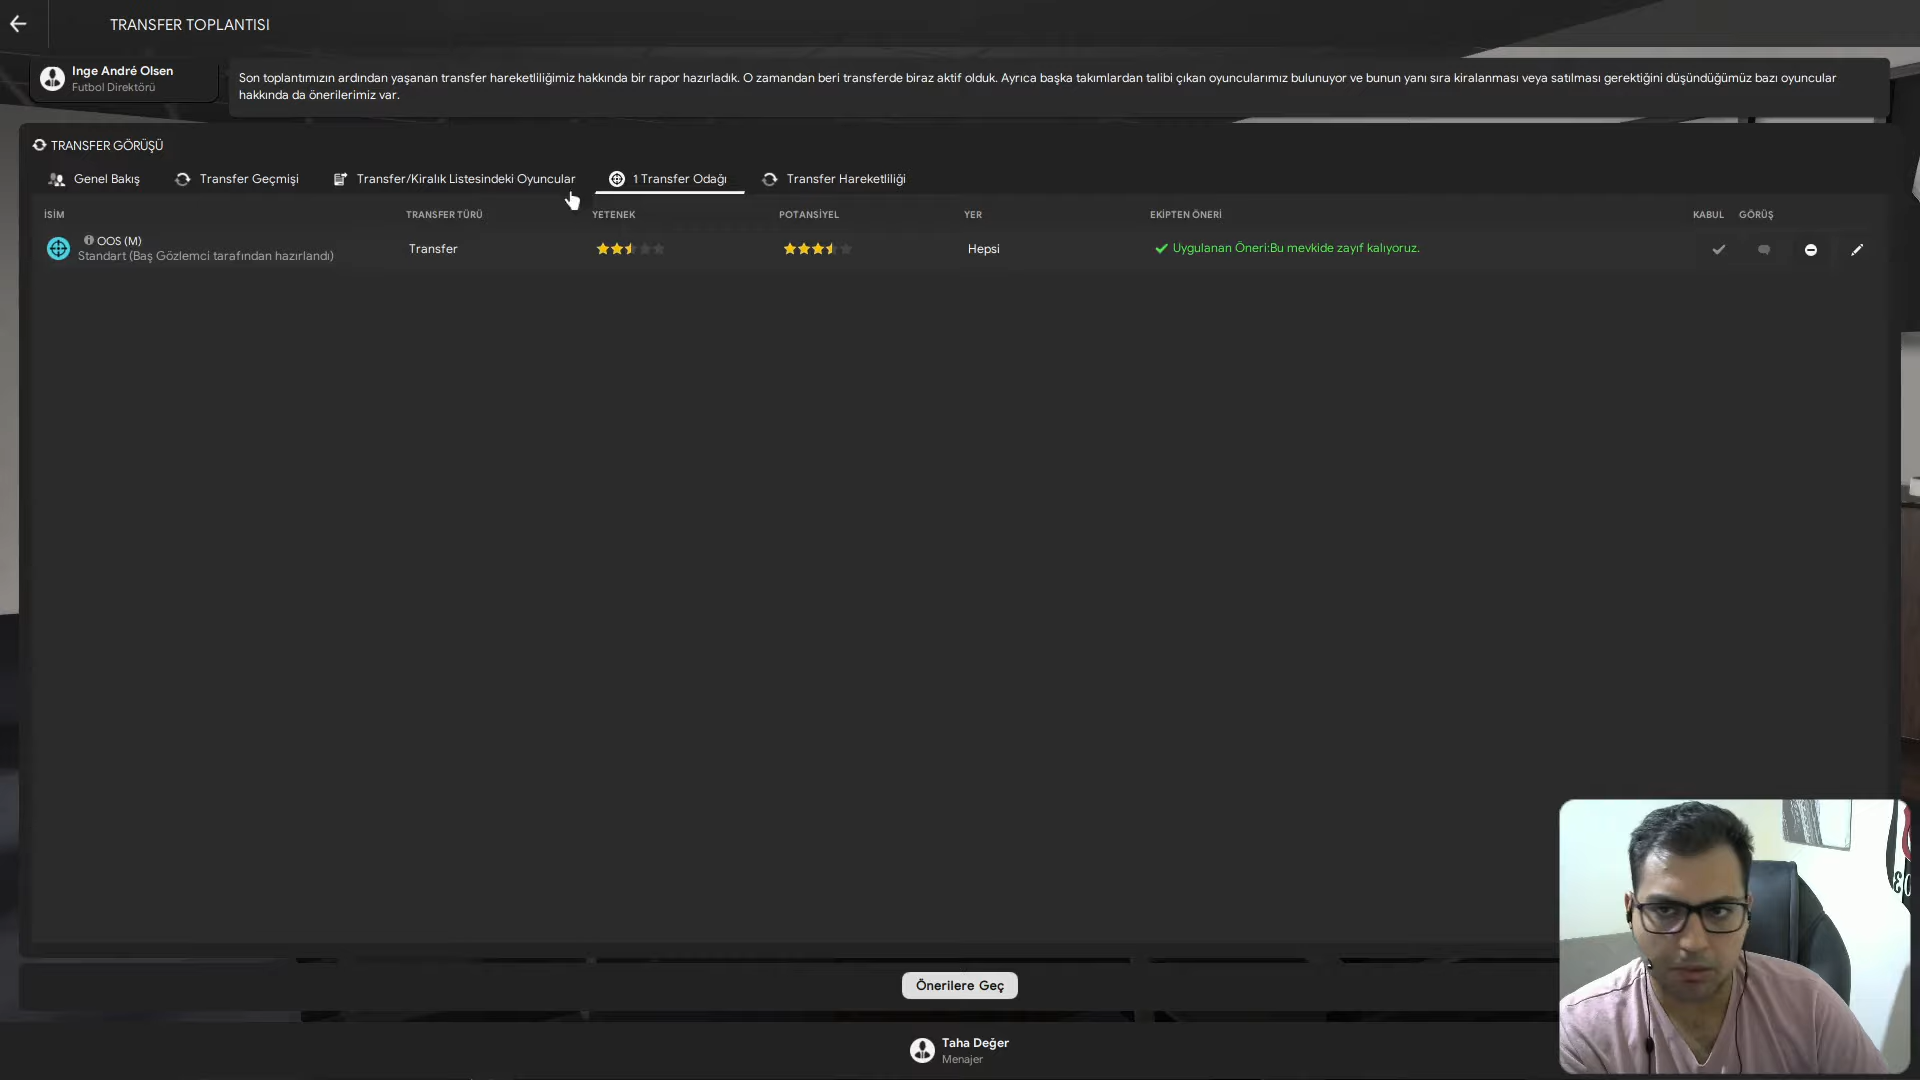 TRANSFER TOPLANTISI
Inge André Olsen
Futbol Direktörü
Son toplantımızın ardından yaşanan transfer hareketliliğimiz hakkında bir rapor hazırladık. O zamandan beri transferde biraz aktif olduk. Ayrıca başka takımlardan talibi çıkan oyuncularımız bulunuyor ve bunun yanı sıra kiralanması veya satılması gerektiğini düşündüğümüz bazı oyuncular
hakkında da önerilerimiz var.
TRANSFER GÖRÜŞÜ
Genel Bakış Transfer Geçmişi Transfer/Kiralık Listesindeki Oyuncular 1 Transfer Odağı Transfer Hareketliliği
İSİM TRANSFER TÜRÜ YETENEK POTANSİYEL YER EKİPTEN ÖNERİ KABUL GÖRÜŞ
OOS (M)
Standart (Baş Gözlemci tarafından hazırlandı) Transfer Hepsi Uygulanan Öneri:Bu mevkide zayıf kalıyoruz.
Önerilere Geç
Taha Değer
Menajer